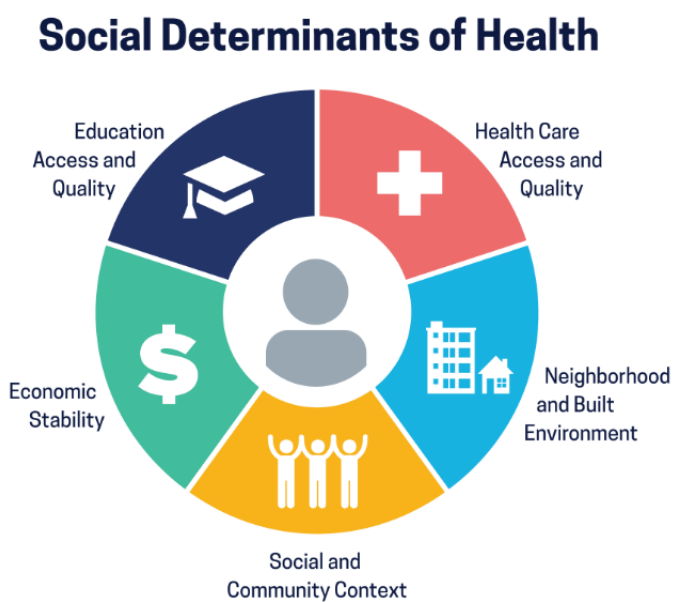 Social Determinants of Health
Education
Access and
Quality
Health Care
Access and
Quality
Economic
Stability
Neighborhood
and Built
Environment
Social and
Community Context
$